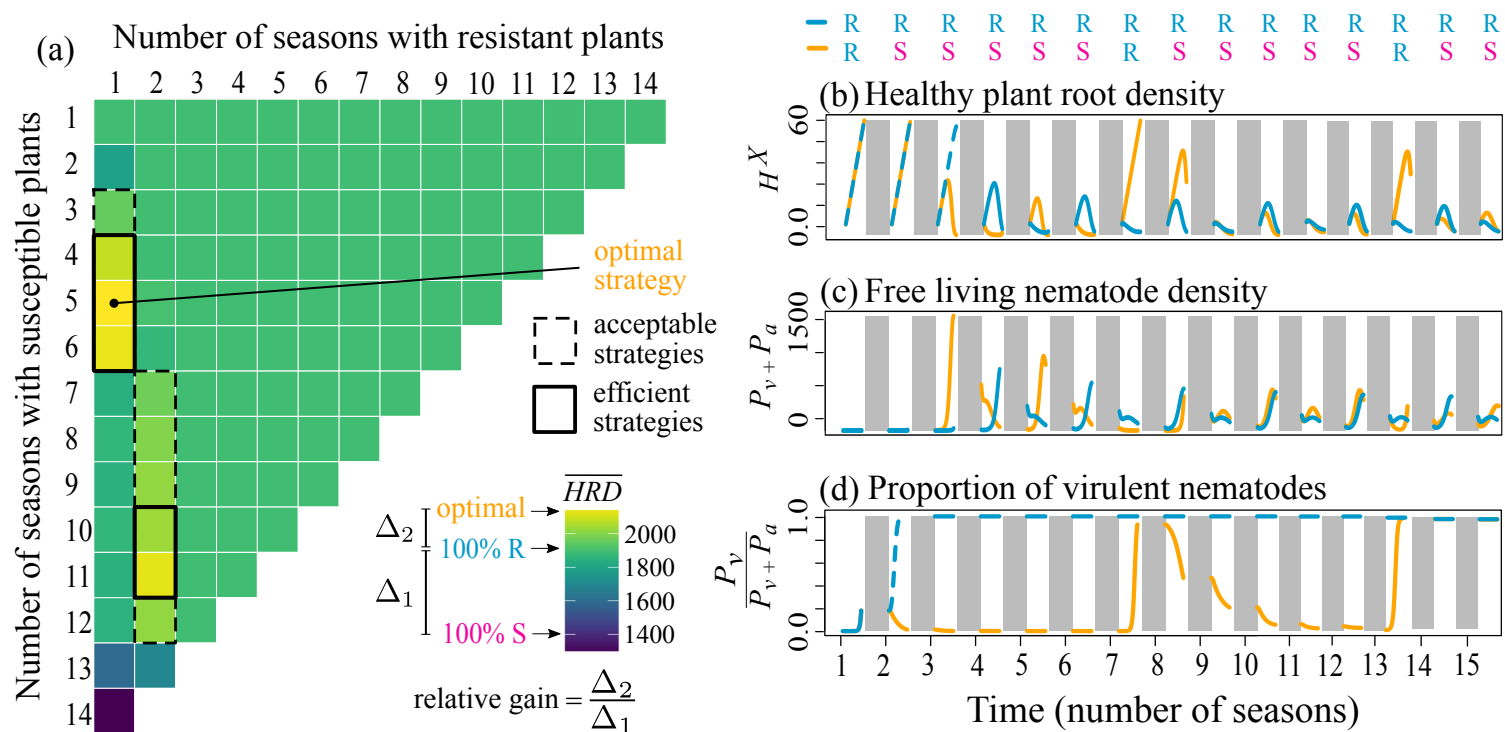 (a) Number of seasons with resistant plants
1 2 3 4 5 6 7 8 9 10 11 12 13 14
Number of seasons with susceptible plants
1
2
3
4
5
6
7
8
9
10
11
12
13
14
optimal
strategy
acceptable
strategies
efficient
strategies
HRD
optimal
100% R
100% S
Δ2
Δ1
2000
1800
1600
1400
relative gain = Δ2
Δ1
R R R R R R R R R R R R R R R
R S S S S S R S S S S S R S S
(b) Healthy plant root density
H^X
60
0.0
(c) Free living nematode density
P_v + P_a
1500
0
(d) Proportion of virulent nematodes
P_v
P_v + P_a
1.0
0.0
1 2 3 4 5 6 7 8 9 10 11 12 13 14 15
Time (number of seasons)